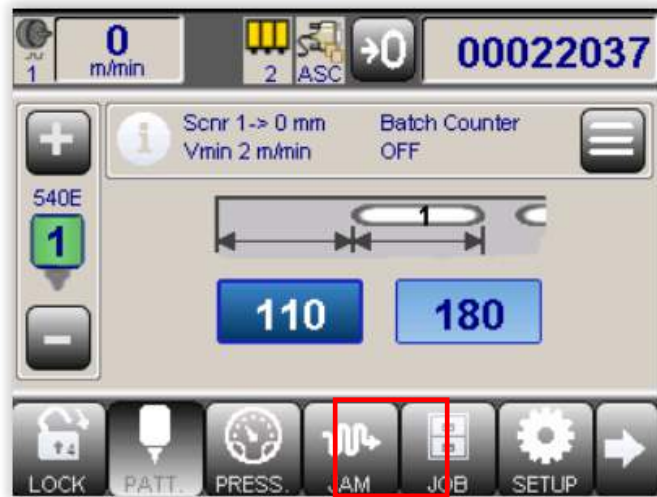 0
m/min
1
2
ASC
→0
00022037
Scnr 1-> 0 mm
Vmin 2 m/min
Batch Counter
OFF
+
540E
1
-
1
110
180
LOCK
PATT.
PRESS.
JAM
JOB
SETUP